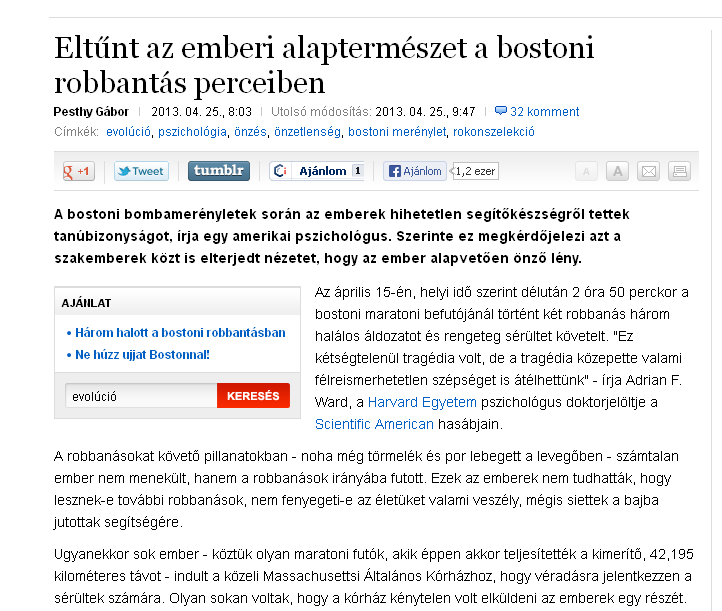 Eltűnt az emberi alaptermészet a bostoni
robbantás perceiben
Pesthy Gábor | 2013. 04. 25., 8:03 | Utolsó módosítás: 2013. 04. 25., 9:47 | 32 komment
Címkék: evolúció, pszichológia, önzés, önzetlenség, bostoni merénylet, rokonszelekció
g +1 Tweet tumblr Ci Ajánlom 1 f Ajánlom 1,2 ezer A A
A bostoni bombamerényletek során az emberek hihetetlen segítőkészségről tettek
tanúbizonyságot, írja egy amerikai pszichológus. Szerinte ez megkérdőjelezi azt a
szakemberek közt is elterjedt nézetet, hogy az ember alapvetően önző lény.
AJÁNLAT
• Három halott a bostoni robbantásban
• Ne húzz ujjat Bostonnal!
evolúció KERESÉS
Az április 15-én, helyi idő szerint délután 2 óra 50 perckor a
bostoni maratoni befutójánál történt két robbanás három
halálos áldozatot és rengeteg sérültet követelt. "Ez
kétségtelenül tragédia volt, de a tragédia közepette valami
félreismerhetetlen szépséget is átélhettünk" - írja Adrian F.
Ward, a Harvard Egyetem pszichológus doktorjelöltje a
Scientific American hasábjain.
A robbanásokat követő pillanatokban - noha még törmelék és por lebegett a levegőben - számtalan
ember nem menekült, hanem a robbanások irányába futott. Ezek az emberek nem tudhatták, hogy
lesznek-e további robbanások, nem fenyegeti-e az életüket valami veszély, mégis siettek a bajba
jutottak segítségére.
Ugyanekkor sok ember - köztük olyan maratoni futók, akik éppen akkor teljesítették a kimerítő, 42,195
kilométeres távot - indult a közeli Massachusettsi Általános Kórházhoz, hogy véradásra jelentkezzen a
sérültek számára. Olyan sokan voltak, hogy a kórház kénytelen volt elküldeni az emberek egy részét.